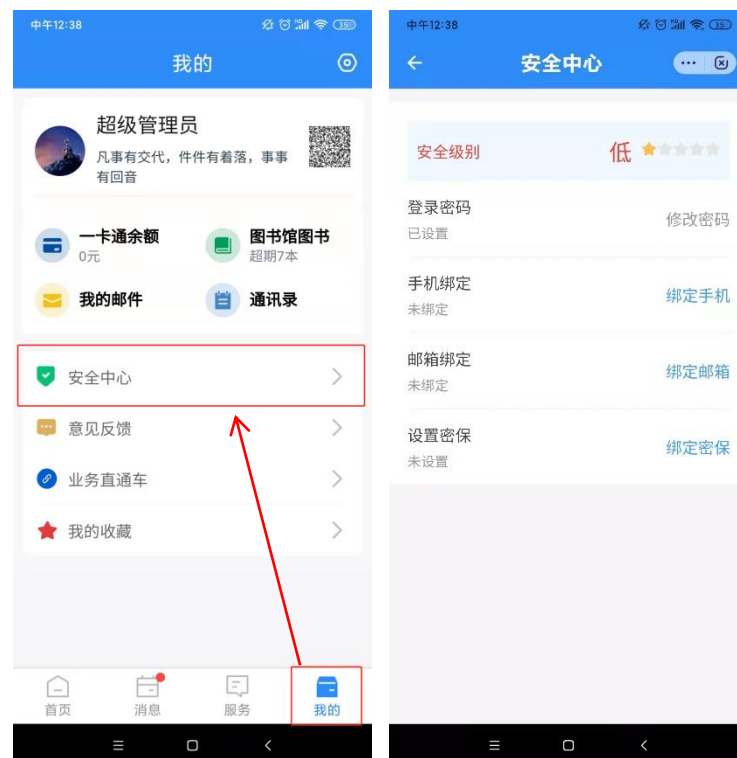 中午12:38
35
我的
超级管理员
凡事有交代，件件有着落，事事
有回音
一卡通余额
0元
图书馆图书
超期7本
我的邮件
通讯录
安全中心
意见反馈
业务直通车
我的收藏
首页
消息
服务
我的
中午12:38
35
安全中心
安全级别
低
登录密码
已设置
修改密码
手机绑定
未绑定
绑定手机
邮箱绑定
未绑定
绑定邮箱
设置密保
未设置
绑定密保